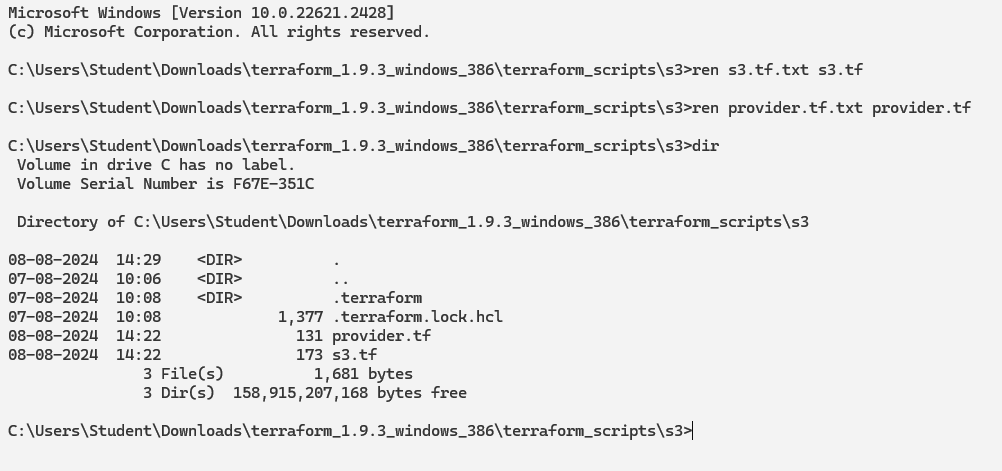 Microsoft Windows [Version 10.0.22621.2428]
(c) Microsoft Corporation. All rights reserved.
C:\Users\Student\Downloads\terraform_1.9.3_windows_386\terraform_scripts\s3>ren s3.tf.txt s3.tf
C:\Users\Student\Downloads\terraform_1.9.3_windows_386\terraform_scripts\s3>ren provider.tf.txt provider.tf
C:\Users\Student\Downloads\terraform_1.9.3_windows_386\terraform_scripts\s3>dir
 Volume in drive C has no label.
 Volume Serial Number is F67E-351C
 Directory of C:\Users\Student\Downloads\terraform_1.9.3_windows_386\terraform_scripts\s3
08-08-2024  14:29    <DIR>          .
07-08-2024  10:06    <DIR>          ..
07-08-2024  10:08    <DIR>          .terraform
07-08-2024  10:08             1,377 .terraform.lock.hcl
08-08-2024  14:22               131 provider.tf
08-08-2024  14:22               173 s3.tf
               3 File(s)          1,681 bytes
               3 Dir(s)  158,915,207,168 bytes free
C:\Users\Student\Downloads\terraform_1.9.3_windows_386\terraform_scripts\s3>